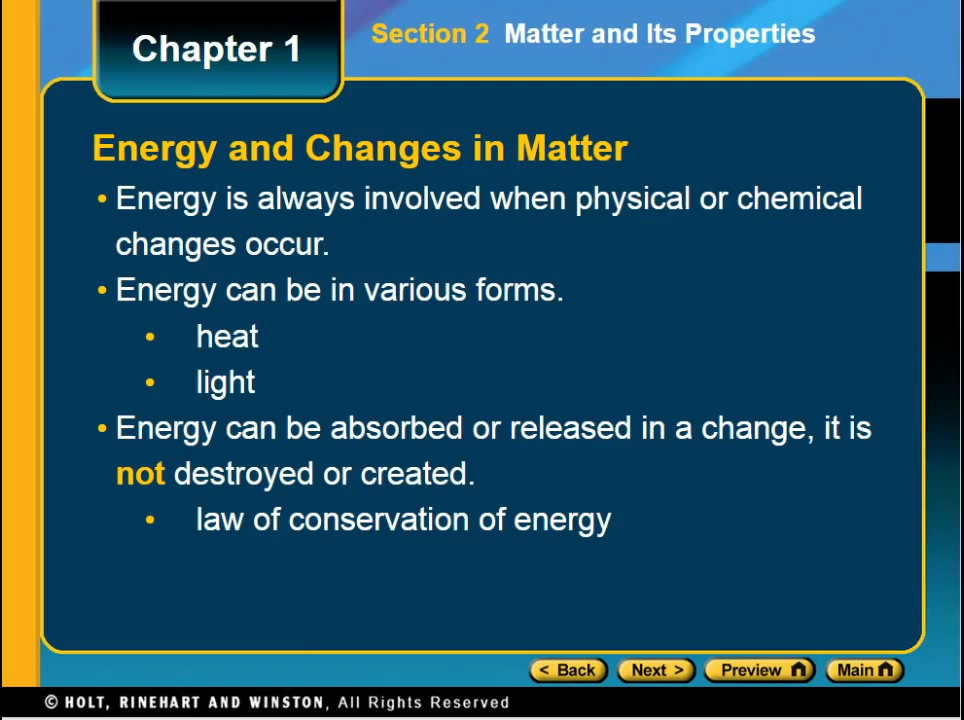 Chapter 1
Section 2 Matter and Its Properties
Energy and Changes in Matter
• Energy is always involved when physical or chemical
changes occur.
• Energy can be in various forms.
• heat
• light
• Energy can be absorbed or released in a change, it is
not destroyed or created.
• law of conservation of energy
< Back Next > Preview Main
© HOLT, RINEHART AND WINSTON, All Rights Reserved